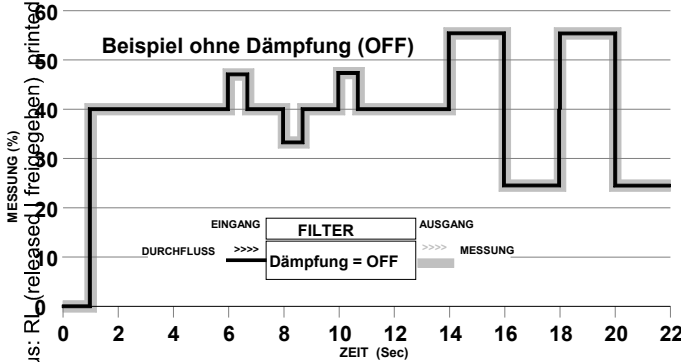 us: RL (released | freigegeben) printed
60
Beispiel ohne Dämpfung (OFF)
50
40
MESSUNG (%)
30
20
EINGANG FILTER AUSGANG
DURCHFLUSS >>>> Dämpfung = OFF >>>> MESSUNG
10
0
0 2 4 6 8 10 12 14 16 18 20 22
ZEIT (Sec)